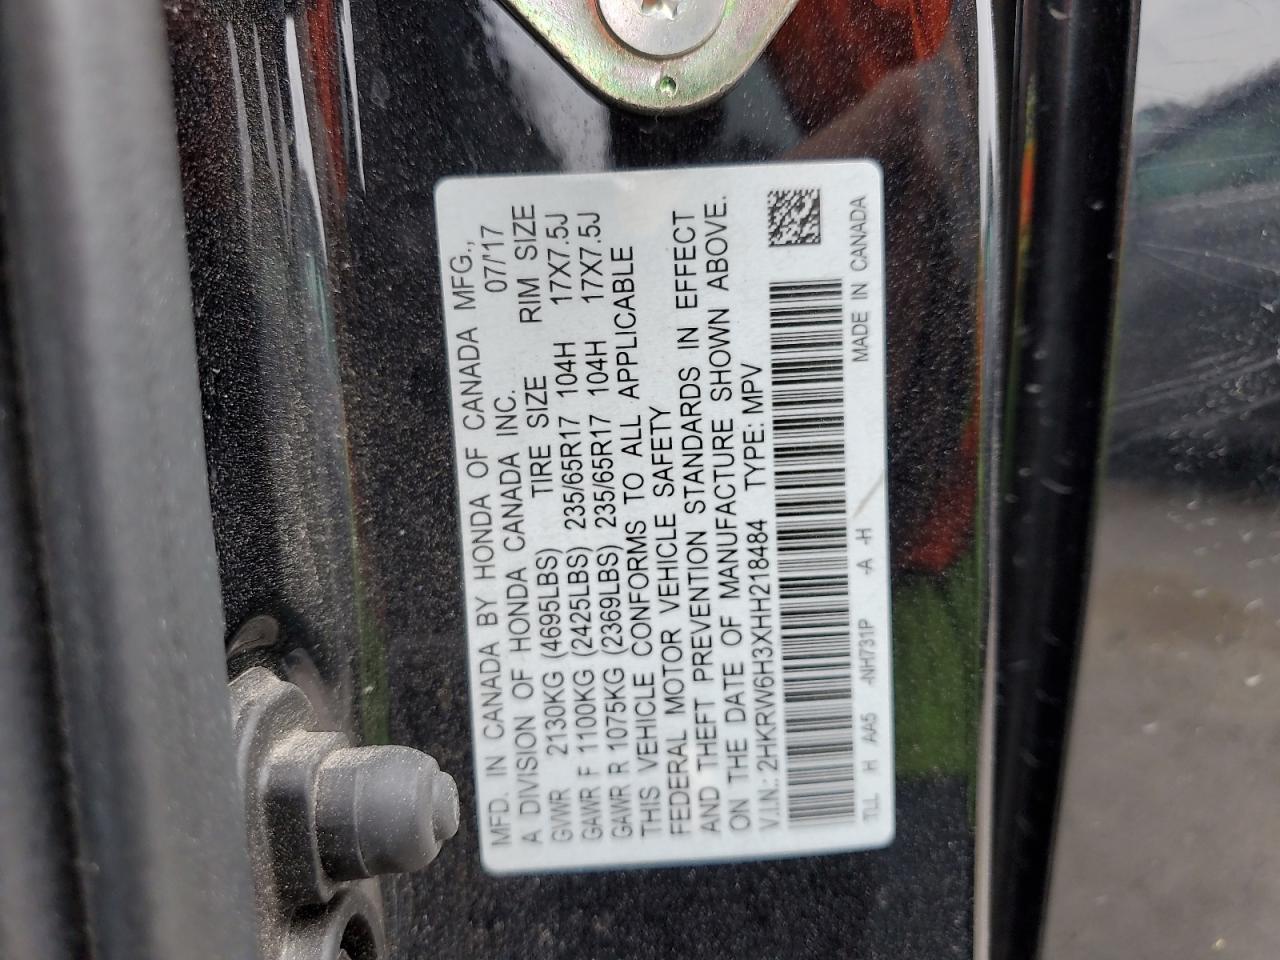 MFD. IN CANADA BY HONDA OF CANADA MFG.,
A DIVISION OF HONDA CANADA INC. 07/'17
GVWR 2130KG (4695LBS) TIRE SIZE RIM SIZE
GAWR F 1100KG (2425LBS) 235/65R17 104H 17X7.5J
GAWR R 1075KG (2369LBS) 235/65R17 104H 17X7.5J
THIS VEHICLE CONFORMS TO ALL APPLICABLE
FEDERAL MOTOR VEHICLE SAFETY
AND THEFT PREVENTION STANDARDS IN EFFECT
ON THE DATE OF MANUFACTURE SHOWN ABOVE.
V.I.N.: 2HKRW6H3XHH218484 TYPE: MPV
TLL H AA5 -NH731P -A -H MADE IN CANADA